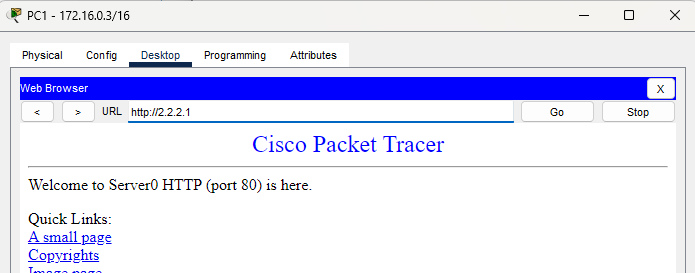 PC1 - 172.16.0.3/16
Physical Config Desktop Programming Attributes
Web Browser X
< > URL http://2.2.2.1 Go Stop
Cisco Packet Tracer
Welcome to Server0 HTTP (port 80) is here.
Quick Links:
A small page
Copyrights
Image page